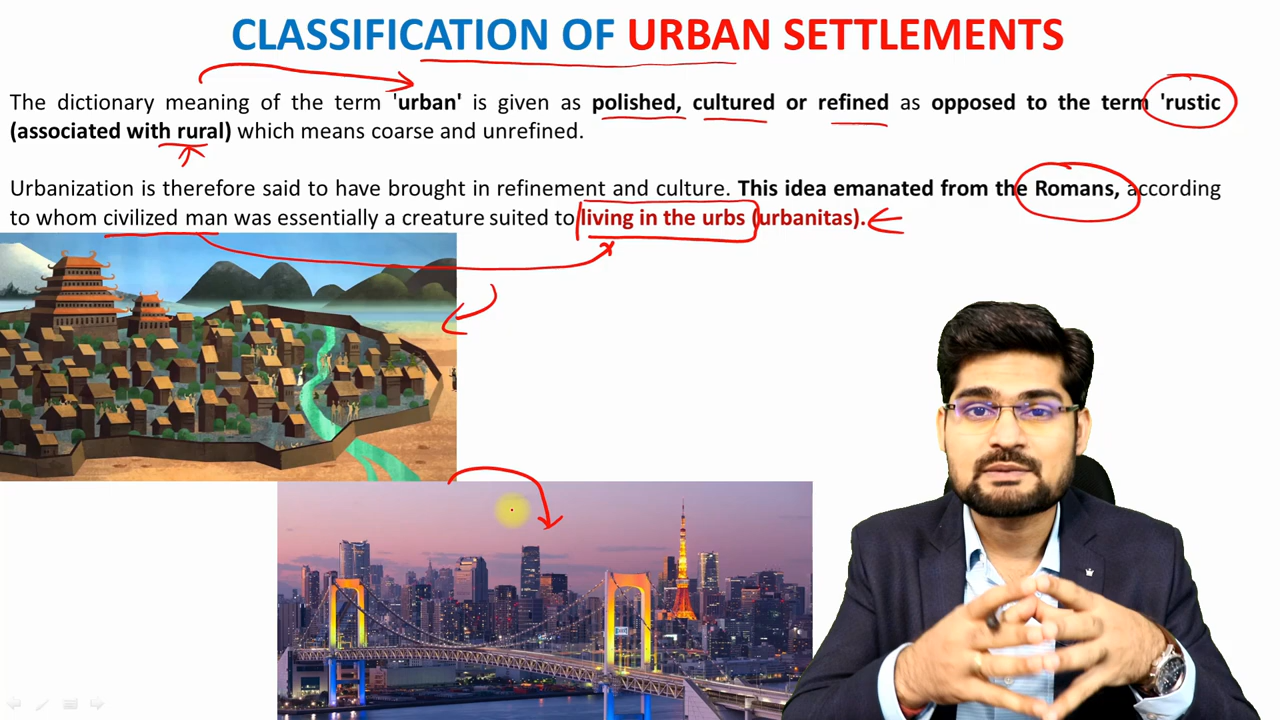 CLASSIFICATION OF URBAN SETTLEMENTS
The dictionary meaning of the term 'urban' is given as polished, cultured or refined as opposed to the term 'rustic
(associated with rural) which means coarse and unrefined.
Urbanization is therefore said to have brought in refinement and culture. This idea emanated from the Romans, according
to whom civilized man was essentially a creature suited to living in the urbs (urbanitas).